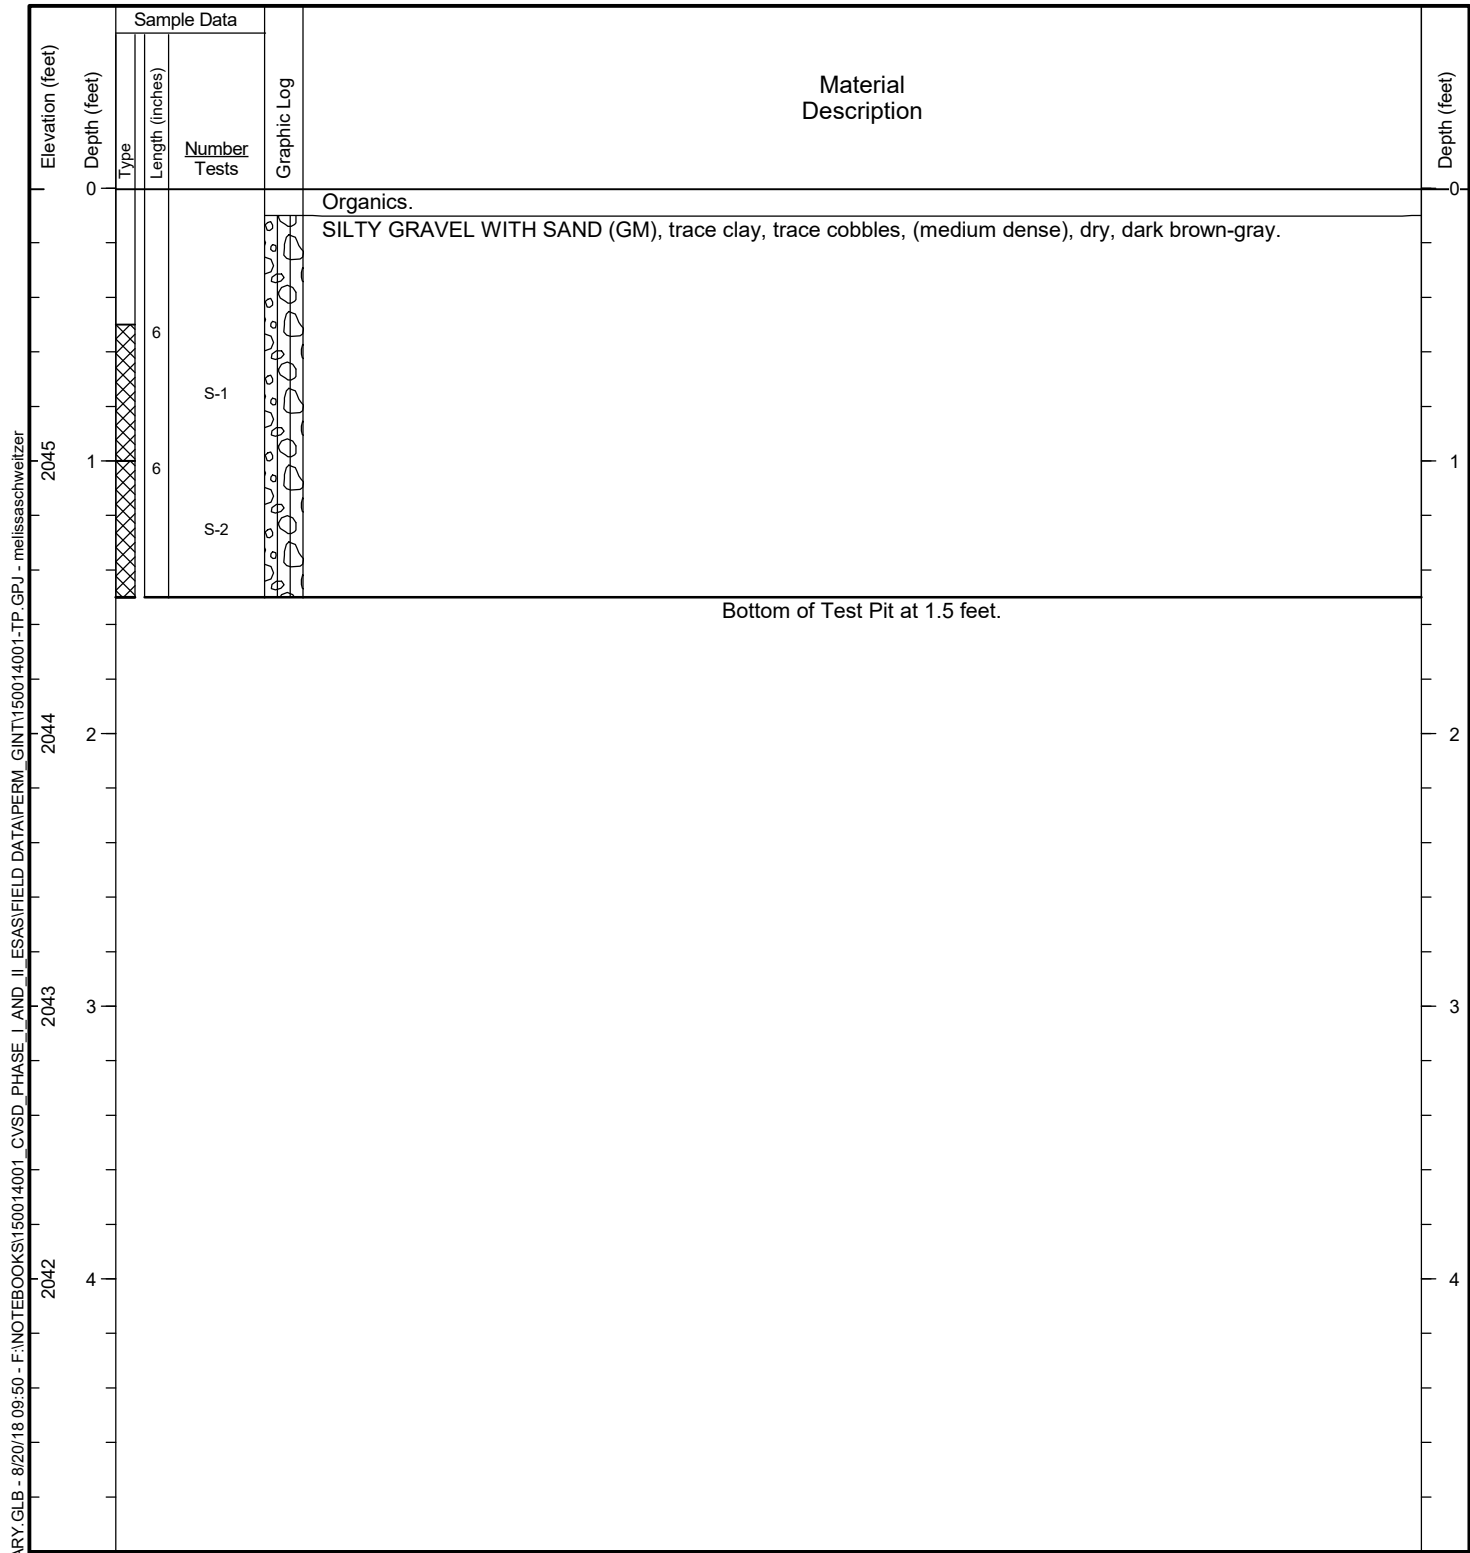 Sample Data
Elevation (feet)
Depth (feet)
Type
Length (inches)
Number
Tests
Graphic Log
Material
Description
Depth (feet)
0
0
Organics.
SILTY GRAVEL WITH SAND (GM), trace clay, trace cobbles, (medium dense), dry, dark brown-gray.
6
S-1
2045
1
6
1
S-2
Bottom of Test Pit at 1.5 feet.
2044
2
2
2043
3
3
2042
4
4
ARY.GLB - 8/20/18 09:50 - F:\NOTEBOOKS\150014001_CVSD_PHASE_I_AND_II_ESAS\FIELD DATA\PERM_GINT\150014001-TP.GPJ - melissaschweitzer